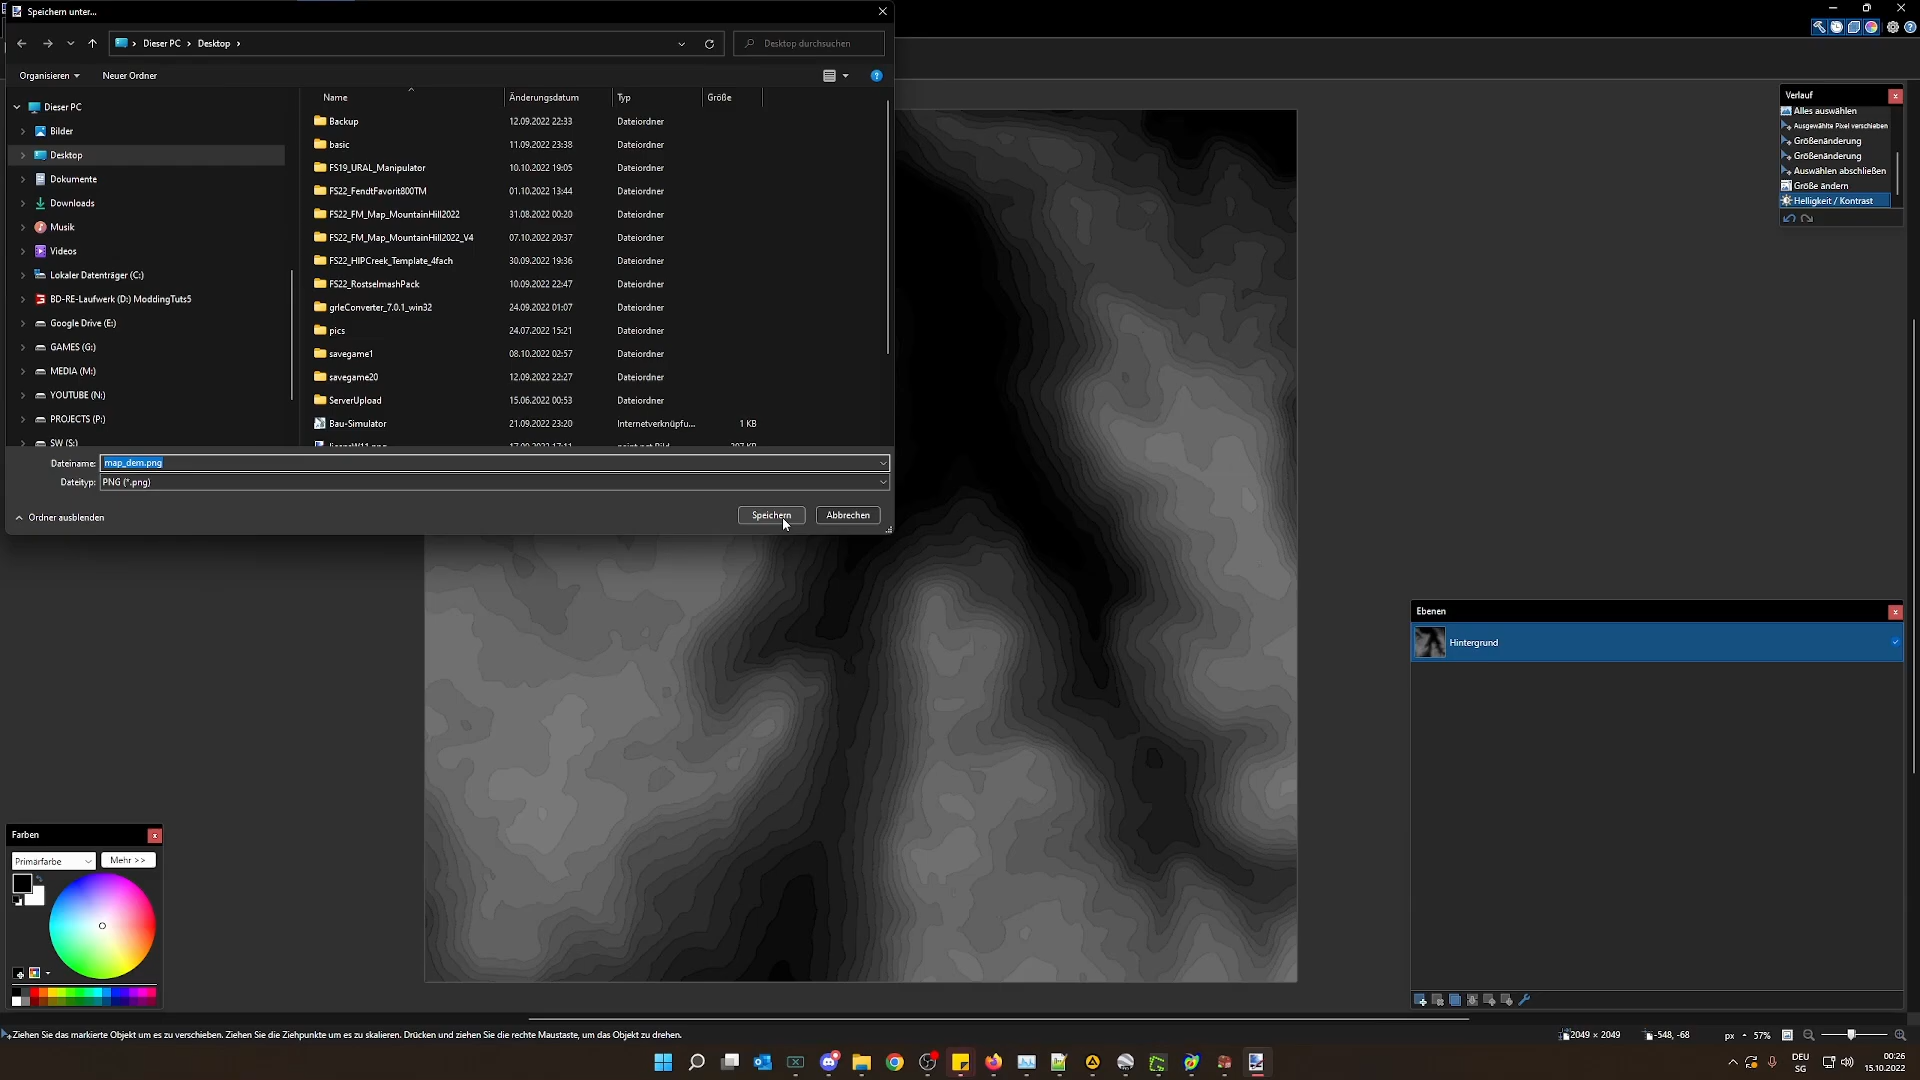 Speichern unter...
Dieser PC
Desktop
Desktop durchsuchen
Organisieren
Neuer Ordner
Dieser PC
Bilder
Desktop
Dokumente
Downloads
Musik
Videos
Lokaler Datenträger (C:)
BD-RE-Laufwerk (D:) ModdingTuts5
Google Drive (E:)
GAMES (G:)
MEDIA (M:)
YOUTUBE (N:)
PROJECTS (P:)
SW (S:)
Name Änderungsdatum Typ Größe
Backup 12.09.2022 22:33 Dateiordner
basic 11.09.2022 23:38 Dateiordner
FS19_URAL_Manipulator 10.10.2022 19:05 Dateiordner
FS22_FendtFavorit800TM 01.10.2022 13:44 Dateiordner
FS22_FM_Map_MountainHill2022 31.08.2022 00:20 Dateiordner
FS22_FM_Map_MountainHill2022_V4 07.10.2022 20:37 Dateiordner
FS22_HIPCreek_Template_4fach 30.09.2022 19:36 Dateiordner
FS22_RostselmashPack 10.09.2022 22:47 Dateiordner
grleConverter_7.0.1_win32 24.09.2022 01:07 Dateiordner
pics 24.07.2022 15:21 Dateiordner
savegame1 08.10.2022 02:57 Dateiordner
savegame20 12.09.2022 22:27 Dateiordner
ServerUpload 15.06.2022 00:53 Dateiordner
Bau-Simulator 21.09.2022 23:20 Internetverknüpfu... 1 KB
Dateiname: map_dem.png
Dateityp: PNG (*.png)
Ordner ausblenden
Speichern
Abbrechen
Verlauf
Alles auswählen
Ausgewählte Pixel verschieben
Größenänderung
Größenänderung
Auswählen abschließen
Größe ändern
Helligkeit / Kontrast
Ebenen
Hintergrund
Farben
Primärfarbe
Mehr >>
Ziehen Sie das markierte Objekt um es zu verschieben. Ziehen Sie die Ziehpunkte um es zu skalieren. Drücken und ziehen Sie die rechte Maustaste, um das Objekt zu drehen.
2049 × 2049
-548, -68
px
57%
DEU
SG
00:26
15.10.2022